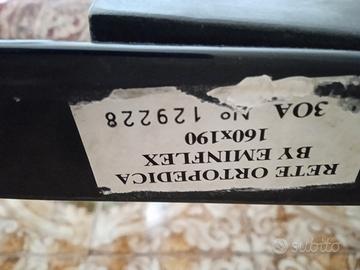 RETE ORTOPEDICA
BY EMINFLEX
160x190
30A No 129228
subito